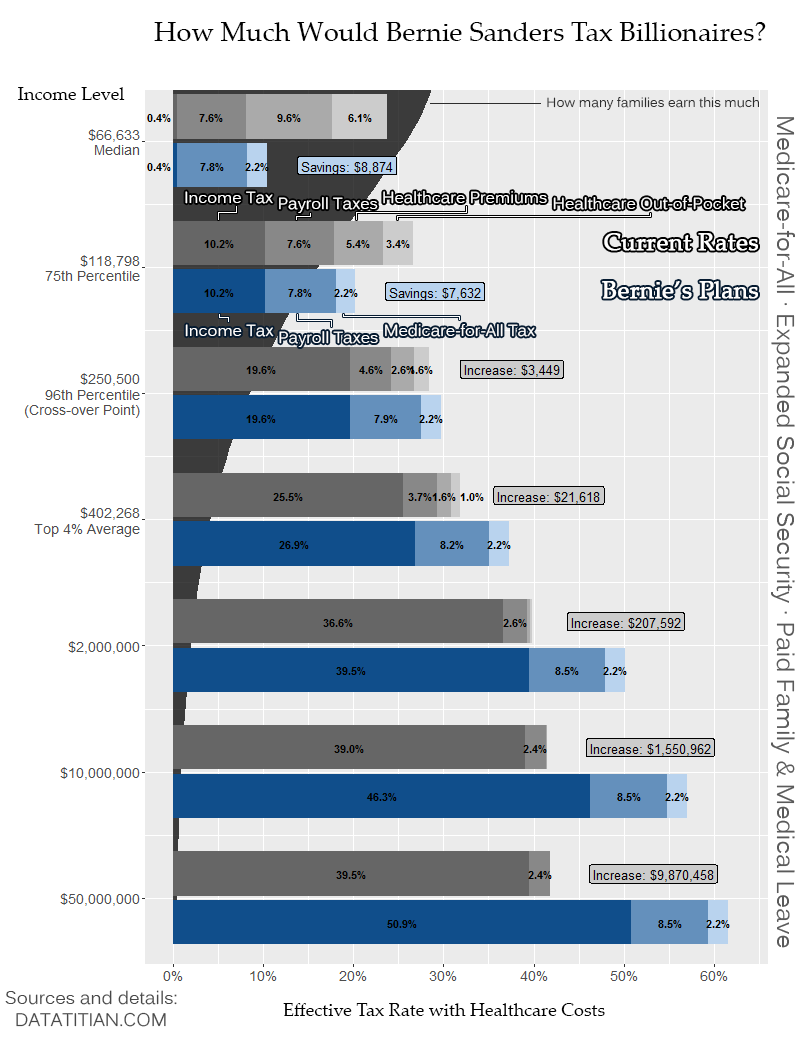 How Much Would Bernie Sanders Tax Billionaires?
Income Level
How many families earn this much
$66,633
Median
0.4% 7.6% 9.6% 6.1%
0.4% 7.8% 2.2% Savings: $8,874
Income Tax Payroll Taxes Healthcare Premiums Healthcare Out-of-Pocket
$118,798
75th Percentile
10.2% 7.6% 5.4% 3.4% Current Rates
10.2% 7.8% 2.2% Savings: $7,632 Bernie's Plans
Income Tax Payroll Taxes Medicare-for-All Tax
$250,500
96th Percentile
(Cross-over Point)
19.6% 4.6% 2.6% 1.6% Increase: $3,449
19.6% 7.9% 2.2%
$402,268
Top 4% Average
25.5% 3.7% 1.6% 1.0% Increase: $21,618
26.9% 8.2% 2.2%
$2,000,000
36.6% 2.6% Increase: $207,592
39.5% 8.5% 2.2%
$10,000,000
39.0% 2.4% Increase: $1,550,962
46.3% 8.5% 2.2%
$50,000,000
39.5% 2.4% Increase: $9,870,458
50.9% 8.5% 2.2%
0% 10% 20% 30% 40% 50% 60%
Effective Tax Rate with Healthcare Costs
Medicare-for-All · Expanded Social Security · Paid Family & Medical Leave
Sources and details:
DATATITIAN.COM